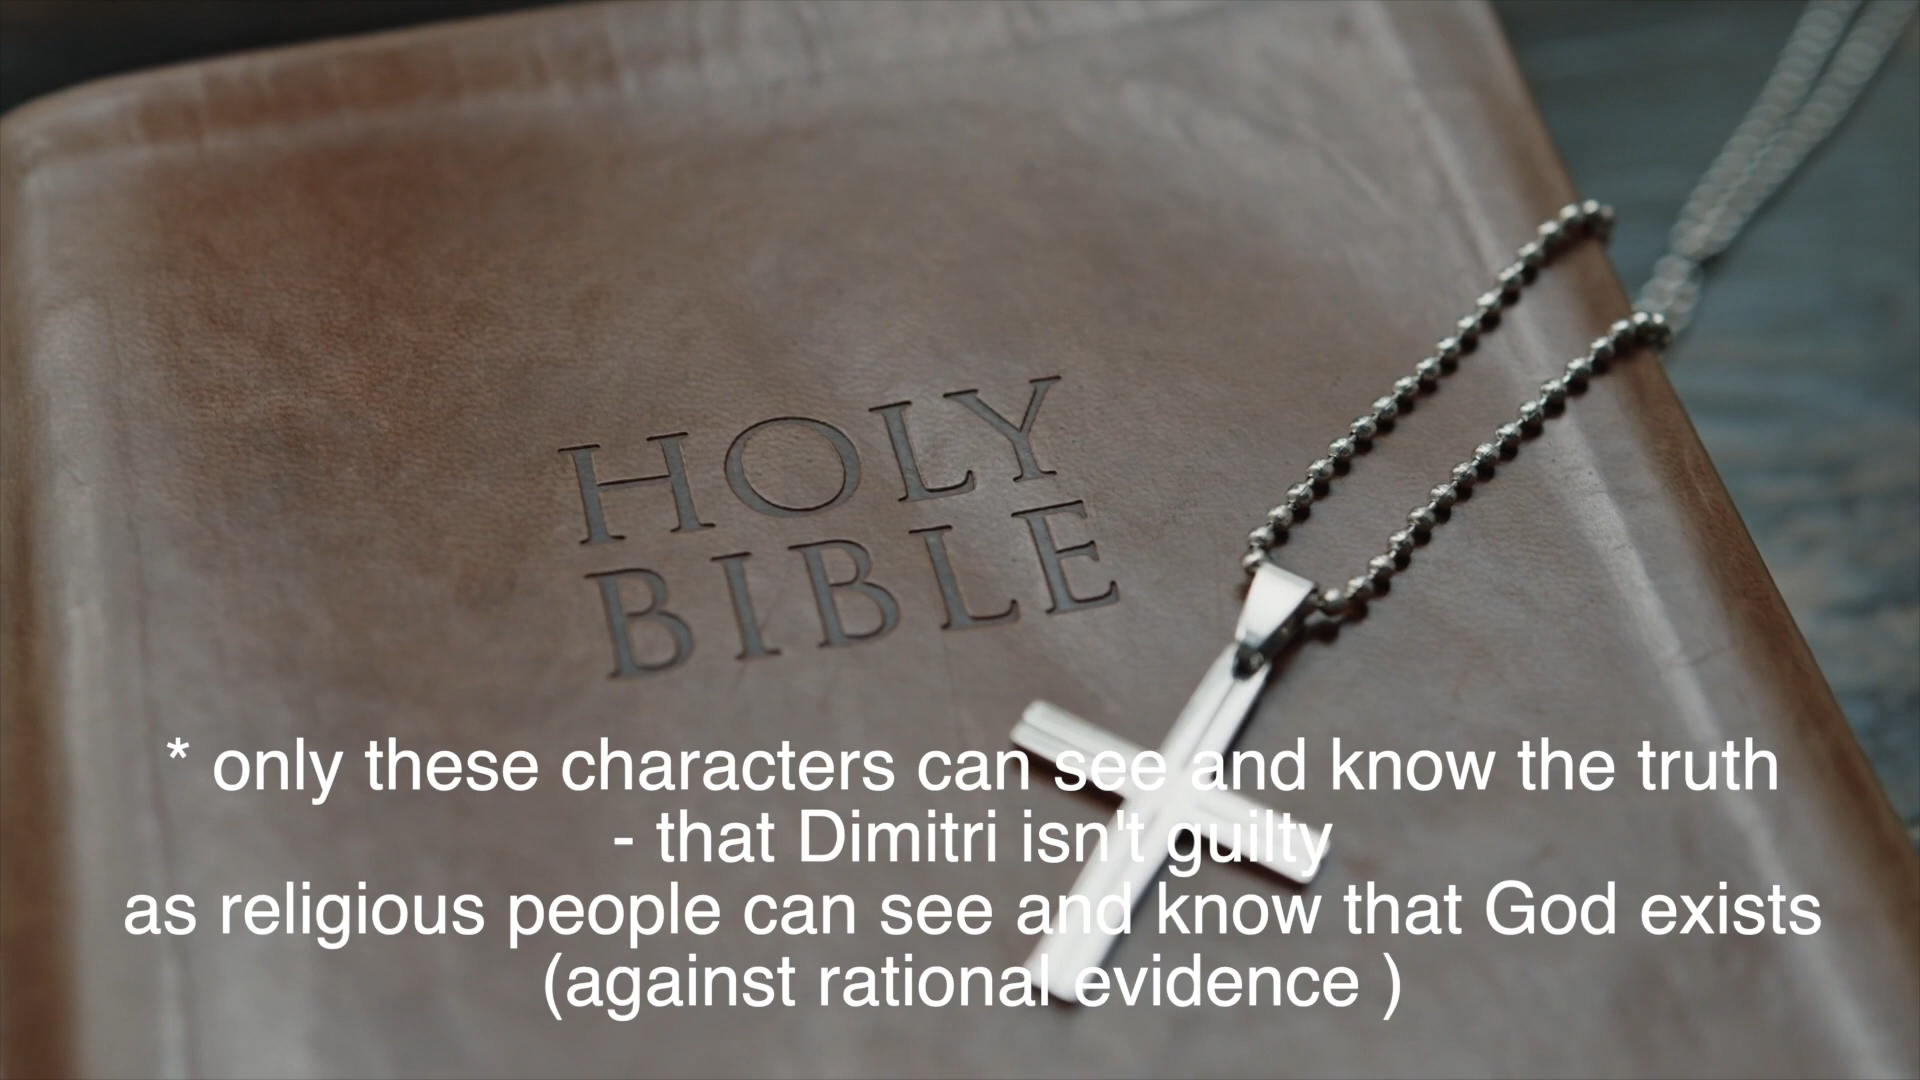 HOLY
BIBLE
* only these characters can see and know the truth
- that Dimitri isn't guilty
as religious people can see and know that God exists
(against rational evidence )